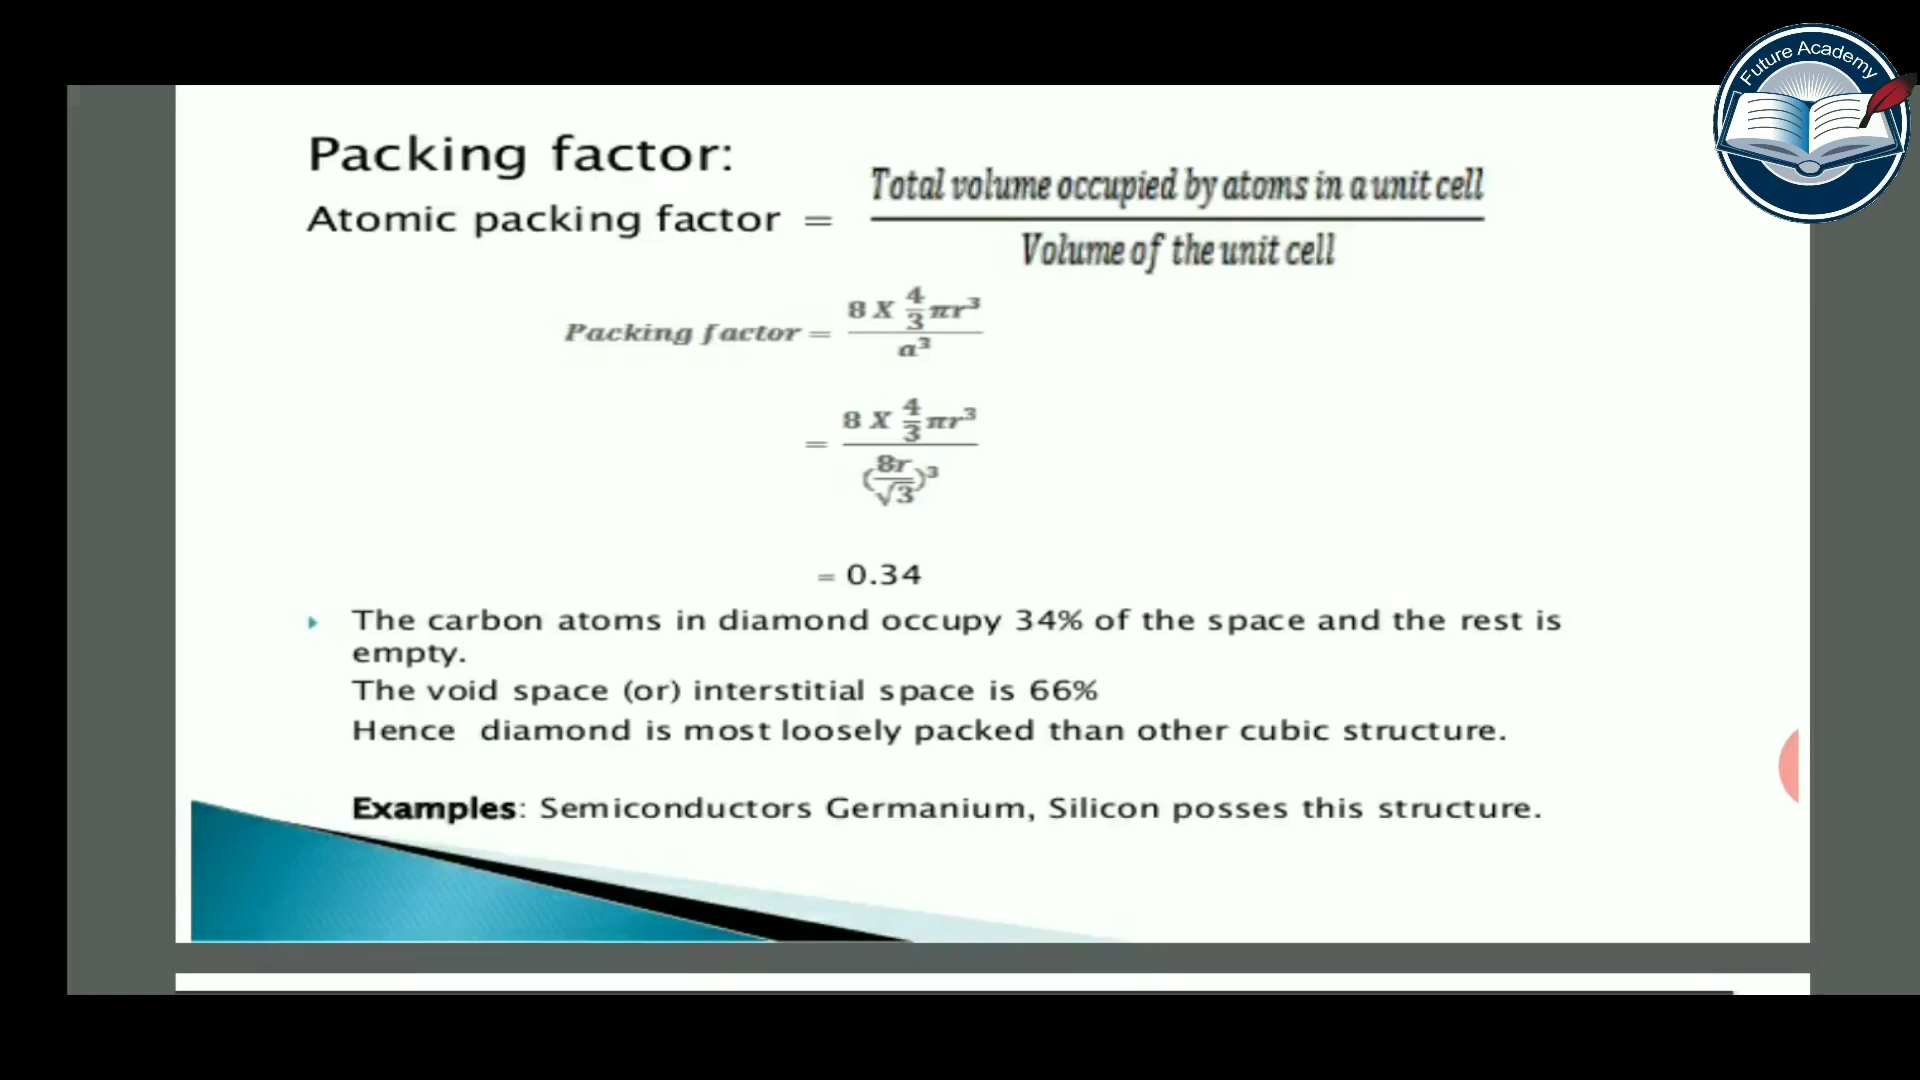 Future Academy
Packing factor:
Atomic packing factor = Total volume occupied by atoms in a unit cell / Volume of the unit cell
Packing factor = 8 X 4/3 πr³ / a³
= 8 X 4/3 πr³ / (8r/√3)³
= 0.34
The carbon atoms in diamond occupy 34% of the space and the rest is
empty.
The void space (or) interstitial space is 66%
Hence diamond is most loosely packed than other cubic structure.
Examples: Semiconductors Germanium, Silicon posses this structure.